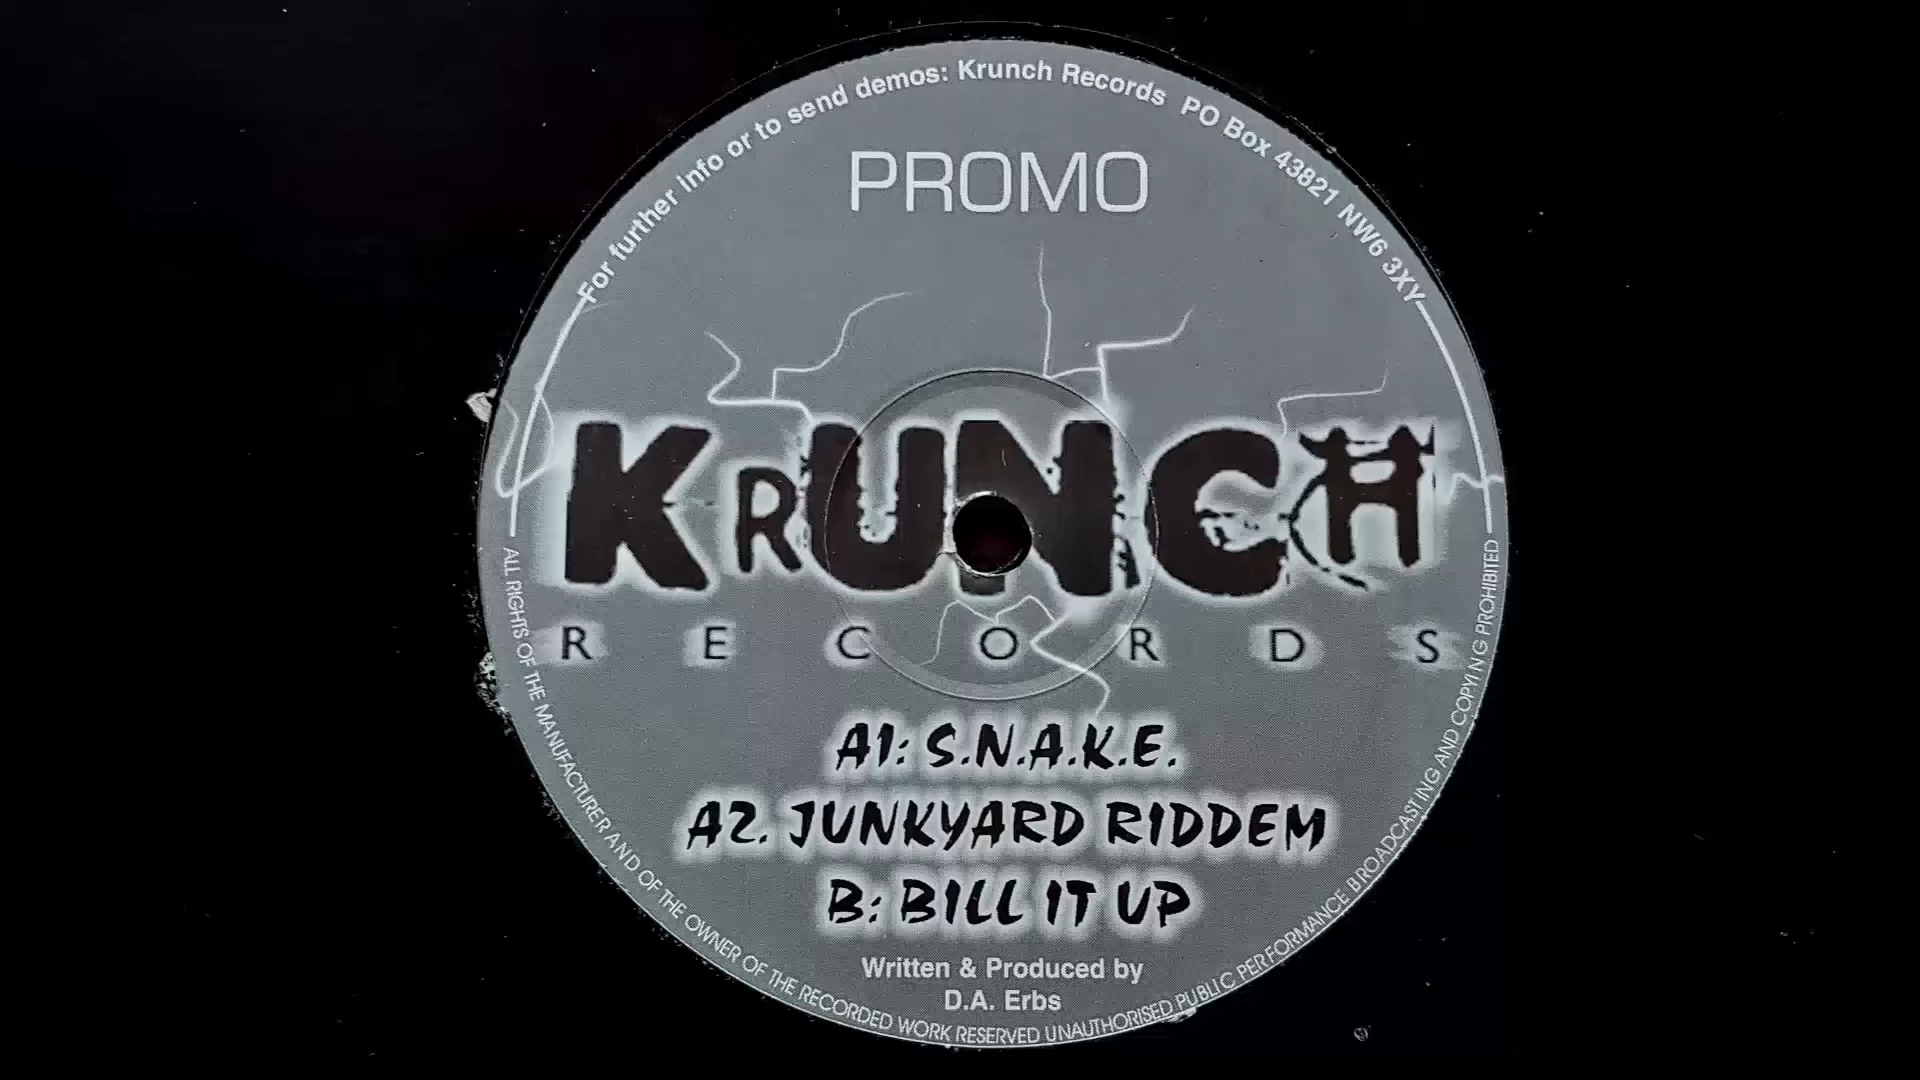 For further Info or to send demos: Krunch Records PO Box 43821 NW6 3XY
PROMO
KRUNCH
RECORDS
A1: S.N.A.K.E.
A2. JUNKYARD RIDDEM
B: BILL IT UP
Written & Produced by
D.A. Erbs
ALL RIGHTS OF THE MANUFACTURER AND OF THE OWNER OF THE RECORDED WORK RESERVED UNAUTHORISED PUBLIC PERFORMANCE BROADCASTING AND COPYING PROHIBITED